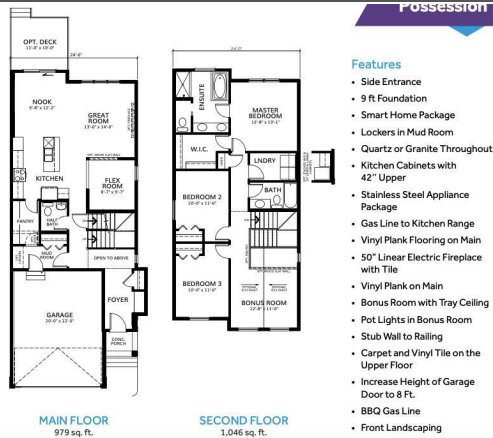 Possession
OPT. DECK
11'-0" x 10'-0"
24'-0"
NOOK
9'-8" x 12'-2"
GREAT
ROOM
13'-0" x 14'-0"
KITCHEN
FLEX
ROOM
8'-7" x 9'-7"
PANTRY
HALF
BATH
MUD
ROOM
OPEN TO ABOVE
FOYER
GARAGE
20'-0" x 22'-0"
CONC.
PORCH
MAIN FLOOR
979 sq. ft.
24'-0"
ENSUITE
MASTER
BEDROOM
12'-8" x 13'-1"
W.I.C.
LNDRY
BATH
BEDROOM 2
10'-0" x 11'-0"
BEDROOM 3
10'-0" x 11'-0"
BONUS ROOM
12'-8" x 11'-0"
SECOND FLOOR
1,046 sq. ft.
Features
• Side Entrance
• 9 ft Foundation
• Smart Home Package
• Lockers in Mud Room
• Quartz or Granite Throughout
• Kitchen Cabinets with
42" Upper
• Stainless Steel Appliance
Package
• Gas Line to Kitchen Range
• Vinyl Plank Flooring on Main
• 50" Linear Electric Fireplace
with Tile
• Vinyl Plank on Main
• Bonus Room with Tray Ceiling
• Pot Lights in Bonus Room
• Stub Wall to Railing
• Carpet and Vinyl Tile on the
Upper Floor
• Increase Height of Garage
Door to 8 Ft.
• BBQ Gas Line
• Front Landscaping